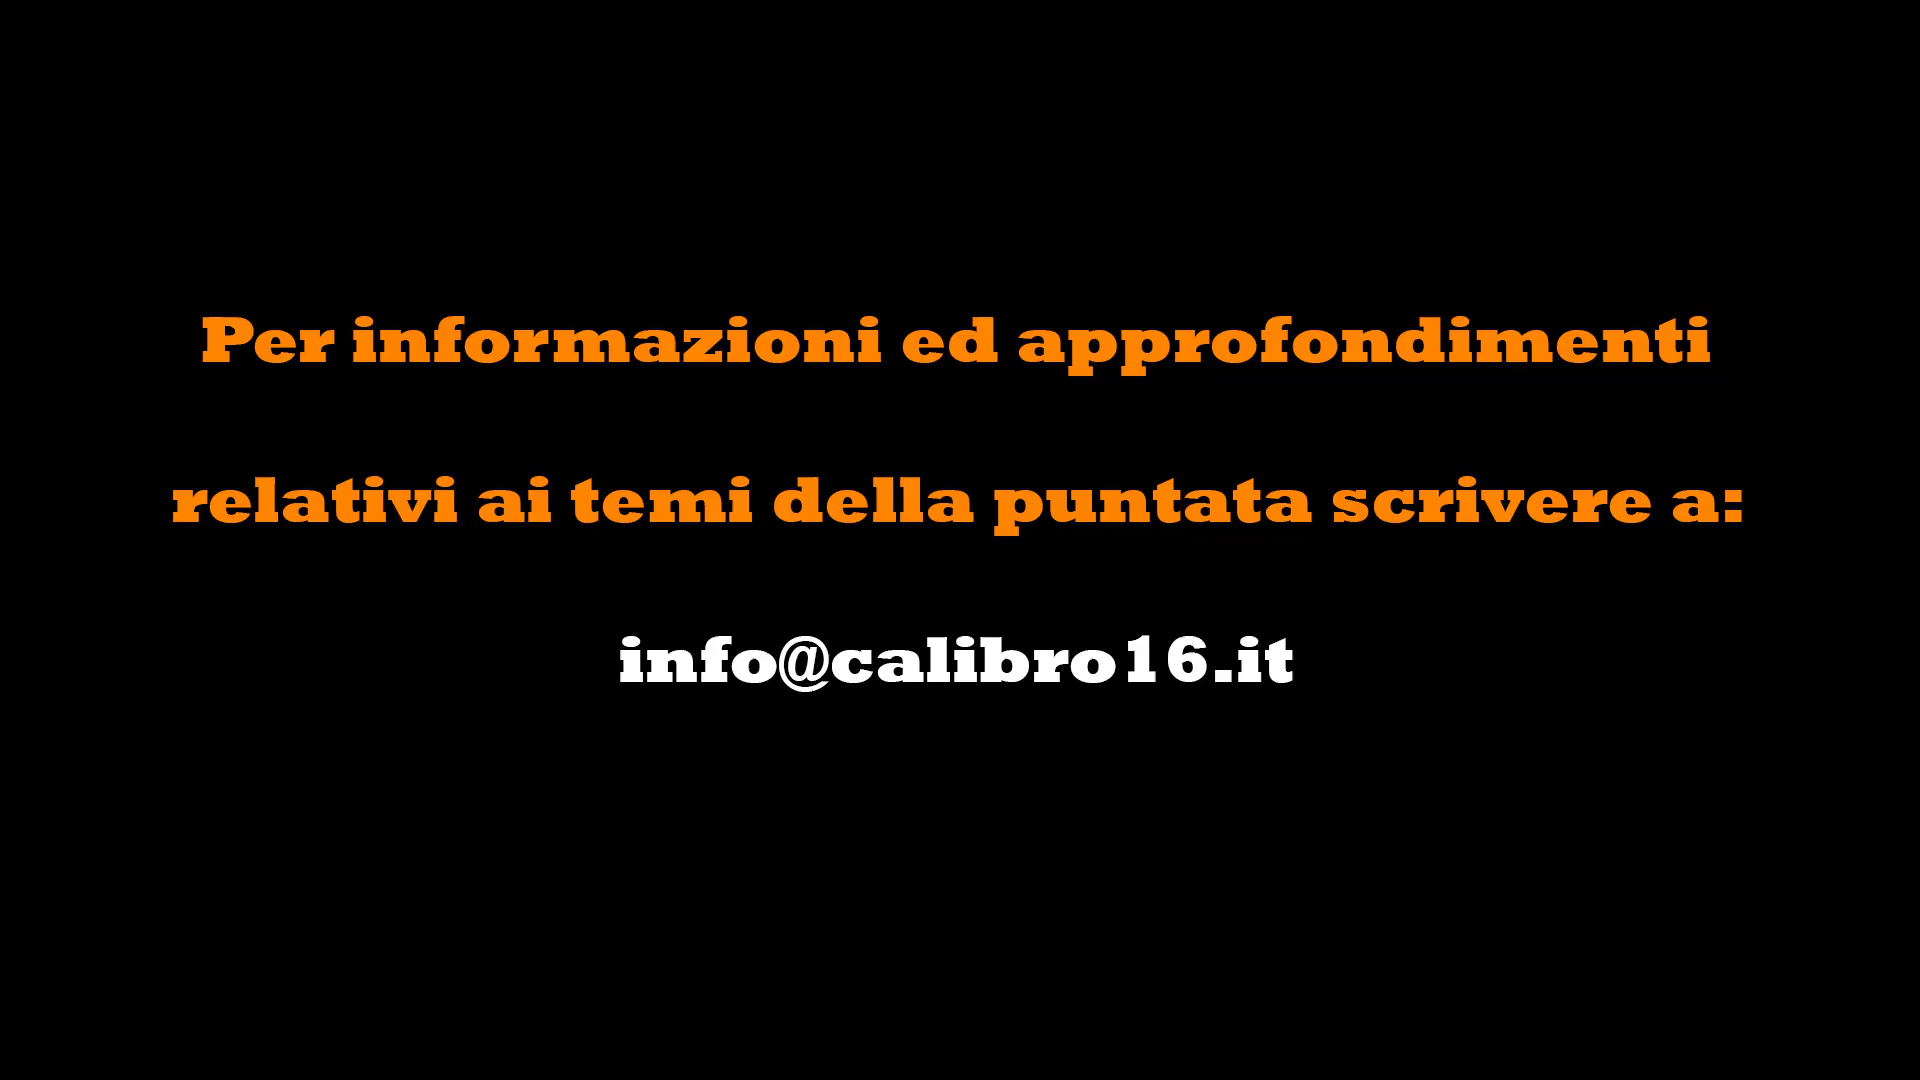 Per informazioni ed approfondimenti
relativi ai temi della puntata scrivere a:
info@calibro16.it